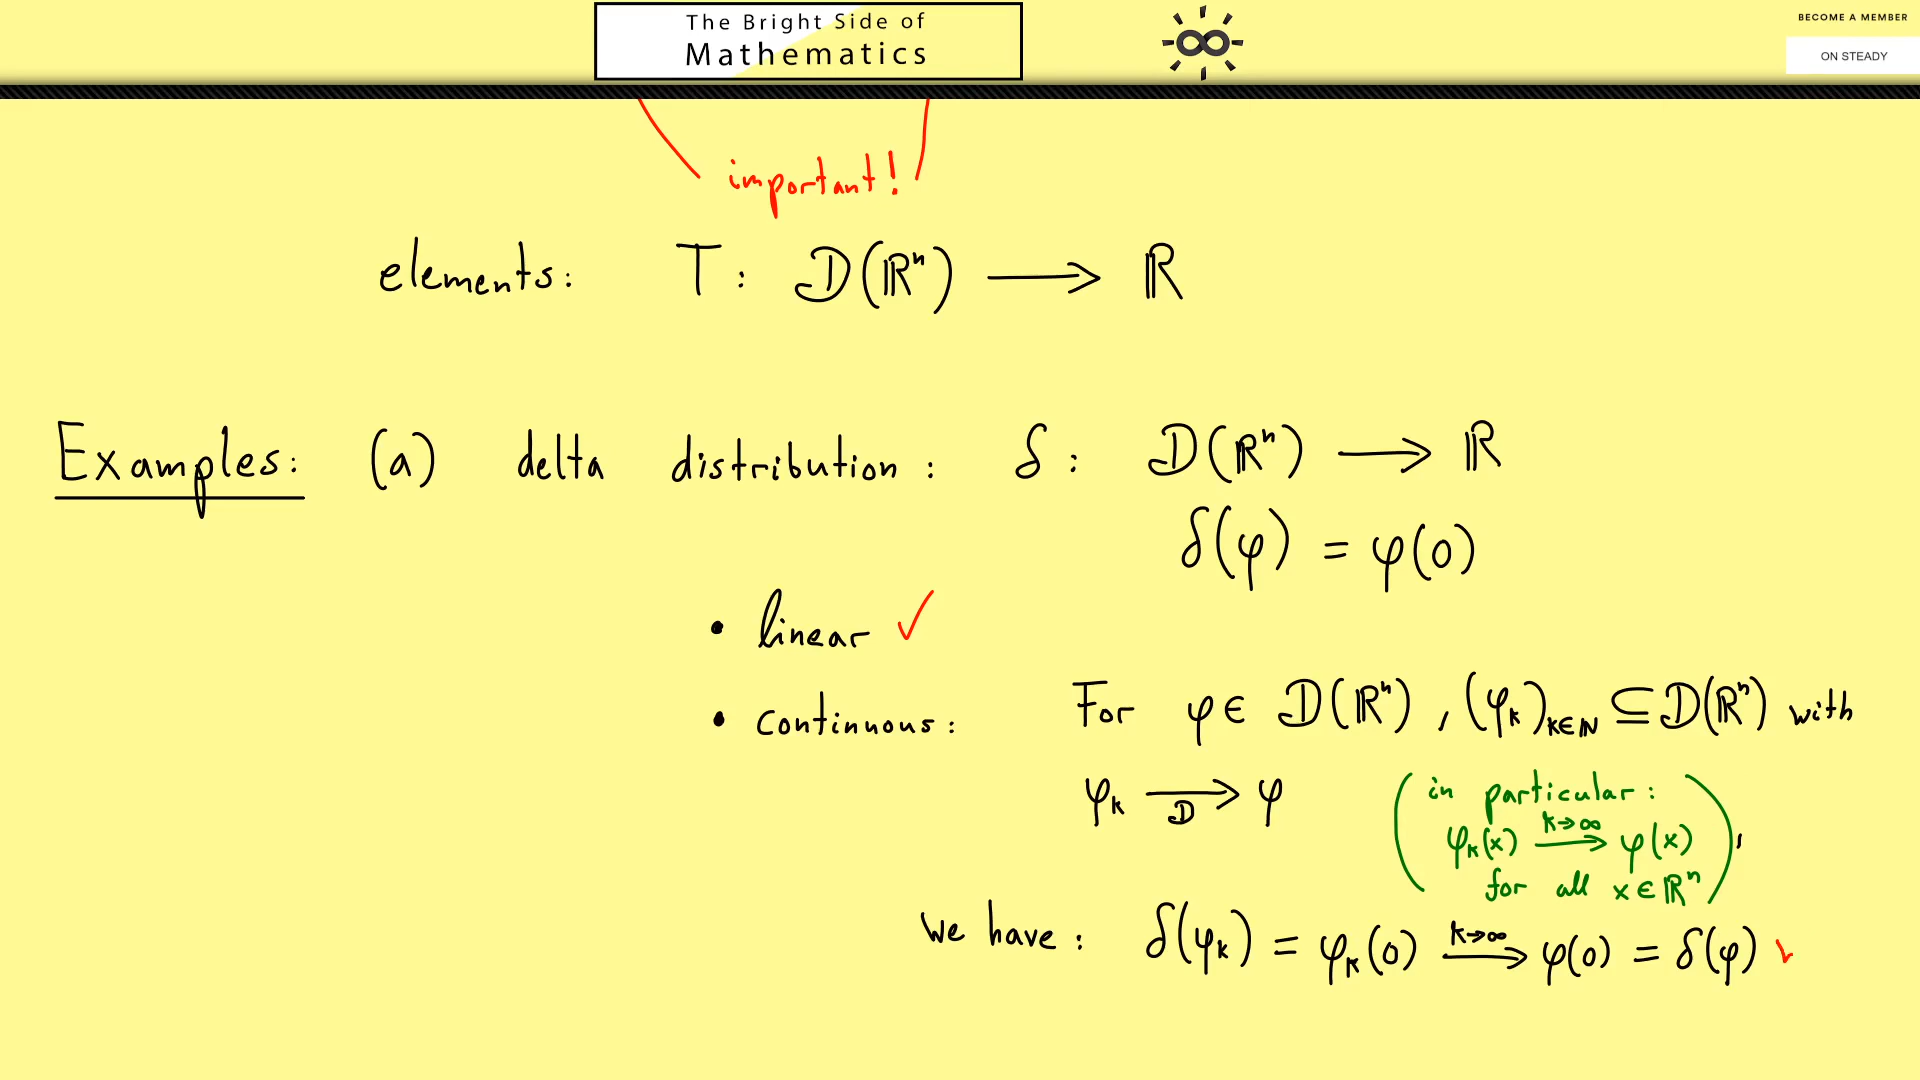 The Bright Side of
Mathematics
BECOME A MEMBER
ON STEADY
important!
elements: T: 𝒟(ℝⁿ) ⟶ ℝ
Examples: (a) delta distribution: δ: 𝒟(ℝⁿ) ⟶ ℝ
δ(φ) = φ(0)
• linear ✓
• continuous: For φ ∈ 𝒟(ℝⁿ), (φₖ)ₖ∈ℕ ⊆ 𝒟(ℝⁿ) with
φₖ ⟶𝒟 φ (in particular:
φₖ(x) ⟶ᵏ→∞ φ(x)
for all x ∈ ℝⁿ),
we have: δ(φₖ) = φₖ(0) ⟶ᵏ→∞ φ(0) = δ(φ)